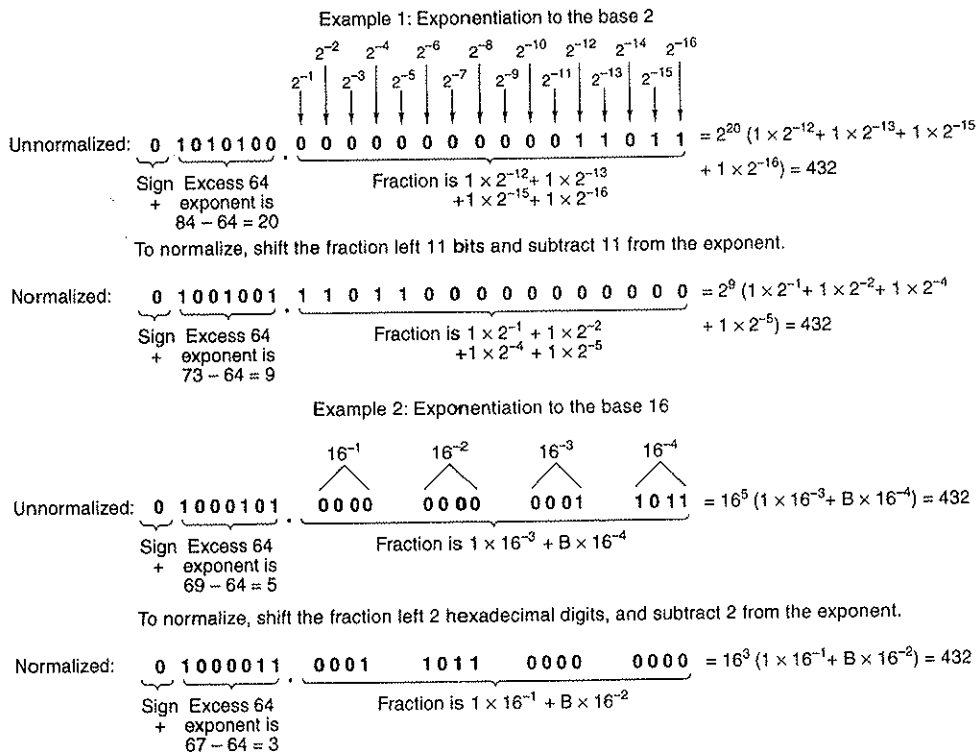 Example 1: Exponentiation to the base 2
2⁻² 2⁻⁴ 2⁻⁶ 2⁻⁸ 2⁻¹⁰ 2⁻¹² 2⁻¹⁴ 2⁻¹⁶
2⁻¹ 2⁻³ 2⁻⁵ 2⁻⁷ 2⁻⁹ 2⁻¹¹ 2⁻¹³ 2⁻¹⁵
Unnormalized: 0 1010100 . 0 0 0 0 0 0 0 0 0 0 0 1 1 0 1 1 = 2²⁰ (1 × 2⁻¹² + 1 × 2⁻¹³ + 1 × 2⁻¹⁵
+ 1 × 2⁻¹⁶) = 432
Sign Excess 64 Fraction is 1 × 2⁻¹² + 1 × 2⁻¹³
+ exponent is +1 × 2⁻¹⁵ + 1 × 2⁻¹⁶
84 – 64 = 20
To normalize, shift the fraction left 11 bits and subtract 11 from the exponent.
Normalized: 0 1001001 . 1 1 0 1 1 0 0 0 0 0 0 0 0 0 0 0 = 2⁹ (1 × 2⁻¹ + 1 × 2⁻² + 1 × 2⁻⁴
+ 1 × 2⁻⁵) = 432
Sign Excess 64 Fraction is 1 × 2⁻¹ + 1 × 2⁻²
+ exponent is +1 × 2⁻⁴ + 1 × 2⁻⁵
73 – 64 = 9
Example 2: Exponentiation to the base 16
16⁻¹ 16⁻² 16⁻³ 16⁻⁴
Unnormalized: 0 1000101 . 0000 0000 0001 1011 = 16⁵ (1 × 16⁻³ + B × 16⁻⁴) = 432
Sign Excess 64 Fraction is 1 × 16⁻³ + B × 16⁻⁴
+ exponent is
69 – 64 = 5
To normalize, shift the fraction left 2 hexadecimal digits, and subtract 2 from the exponent.
Normalized: 0 1000011 . 0001 1011 0000 0000 = 16³ (1 × 16⁻¹ + B × 16⁻²) = 432
Sign Excess 64 Fraction is 1 × 16⁻¹ + B × 16⁻²
+ exponent is
67 – 64 = 3